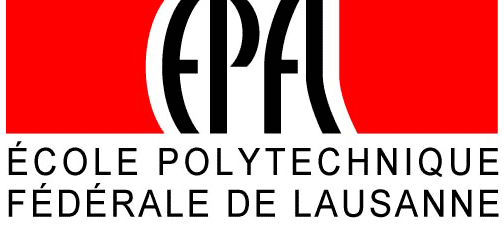 EPFL
ÉCOLE POLYTECHNIQUE
FÉDÉRALE DE LAUSANNE